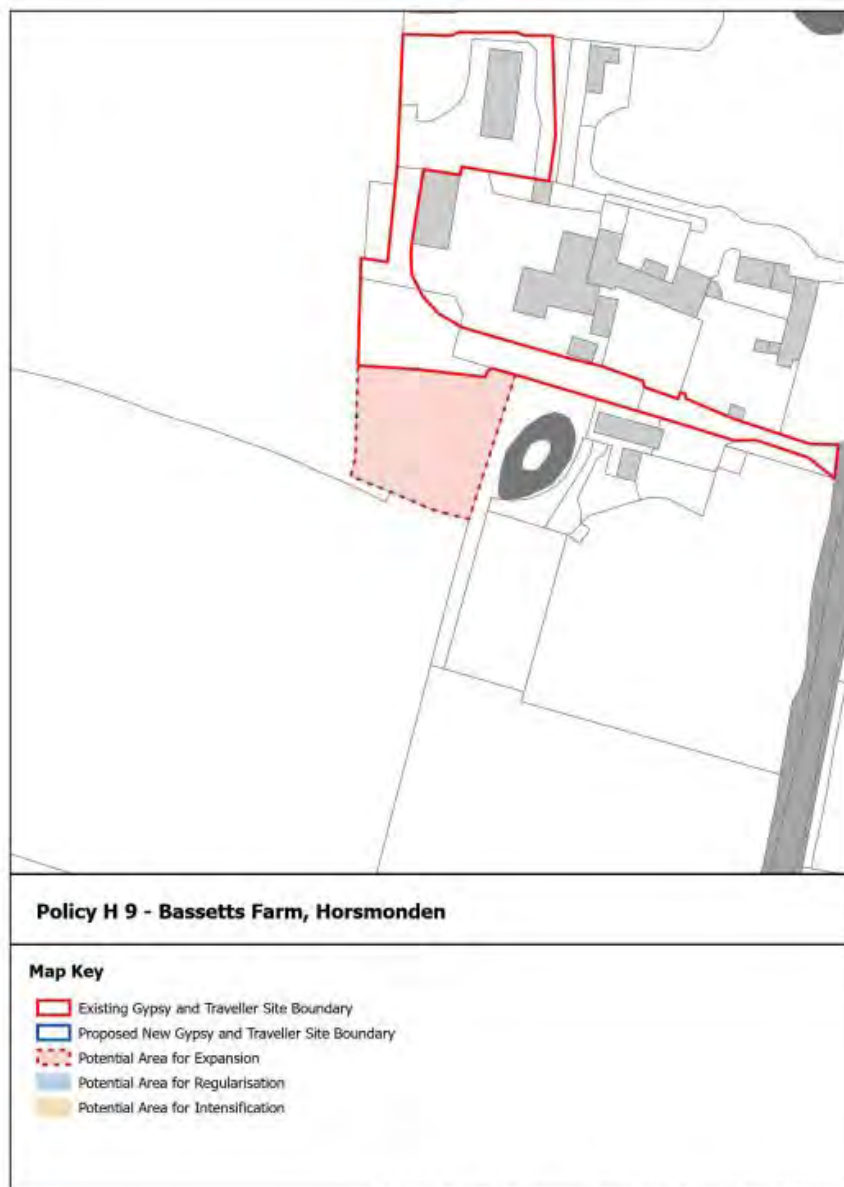 Policy H 9 - Bassetts Farm, Horsmonden
Map Key
Existing Gypsy and Traveller Site Boundary
Proposed New Gypsy and Traveller Site Boundary
Potential Area for Expansion
Potential Area for Regularisation
Potential Area for Intensification